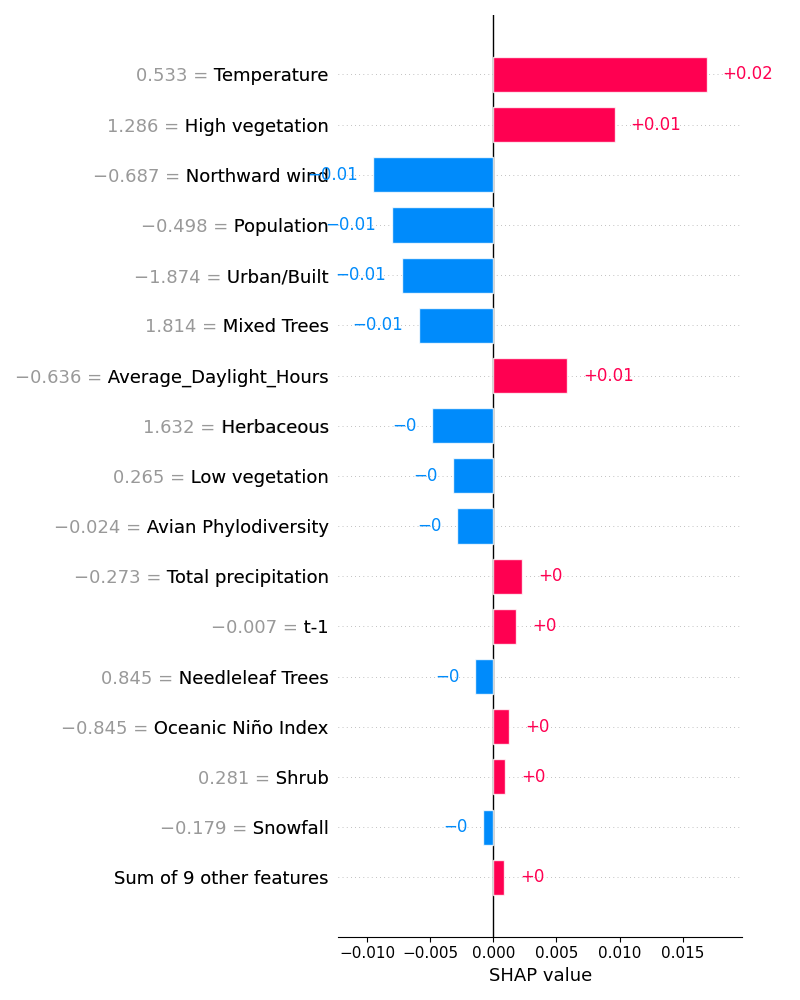 0.533 = Temperature +0.02
1.286 = High vegetation +0.01
−0.687 = Northward wind −0.01
−0.498 = Population −0.01
−1.874 = Urban/Built −0.01
1.814 = Mixed Trees −0.01
−0.636 = Average_Daylight_Hours +0.01
1.632 = Herbaceous −0
0.265 = Low vegetation −0
−0.024 = Avian Phylodiversity −0
−0.273 = Total precipitation +0
−0.007 = t-1 +0
0.845 = Needleleaf Trees −0
−0.845 = Oceanic Niño Index +0
0.281 = Shrub +0
−0.179 = Snowfall −0
Sum of 9 other features +0
−0.010 −0.005 0.000 0.005 0.010 0.015
SHAP value